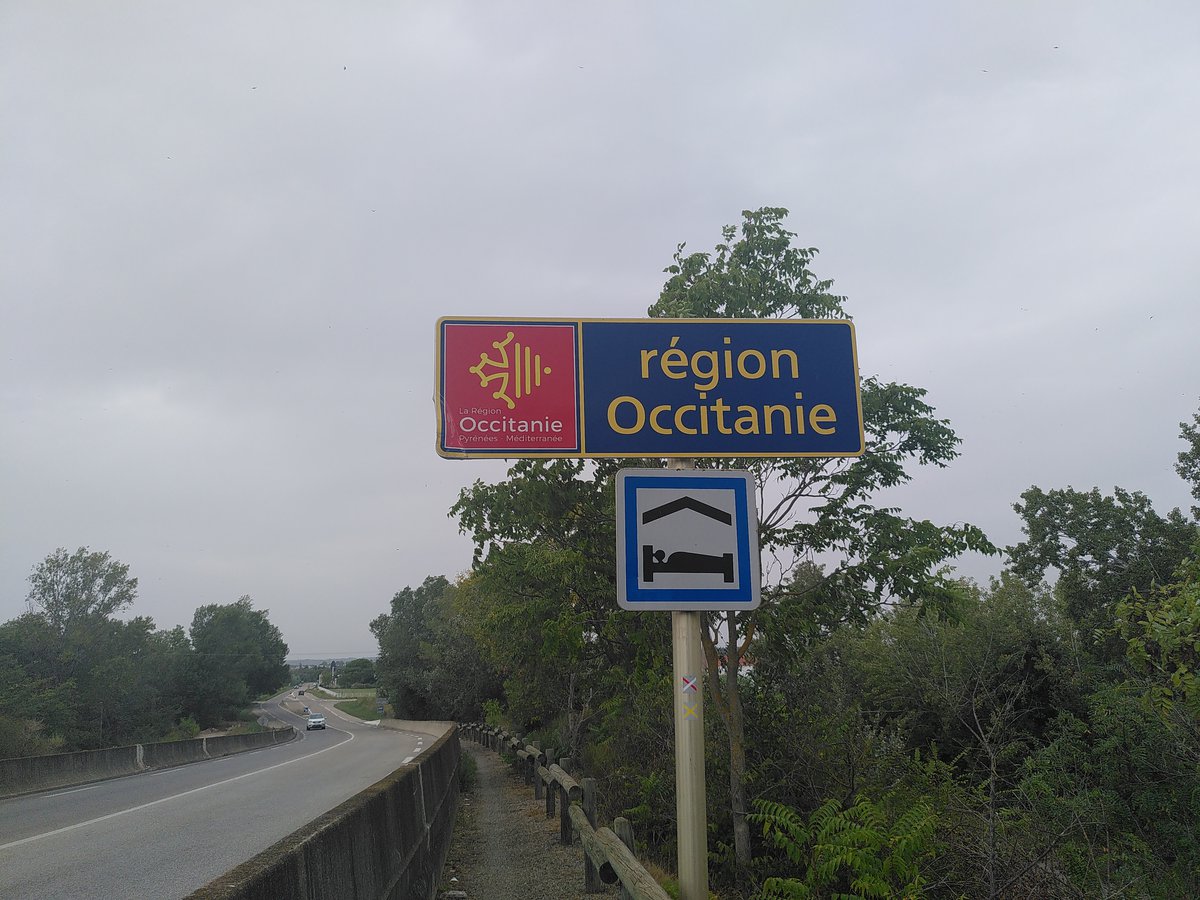 La Région
Occitanie
Pyrénées - Méditerranée
région
Occitanie